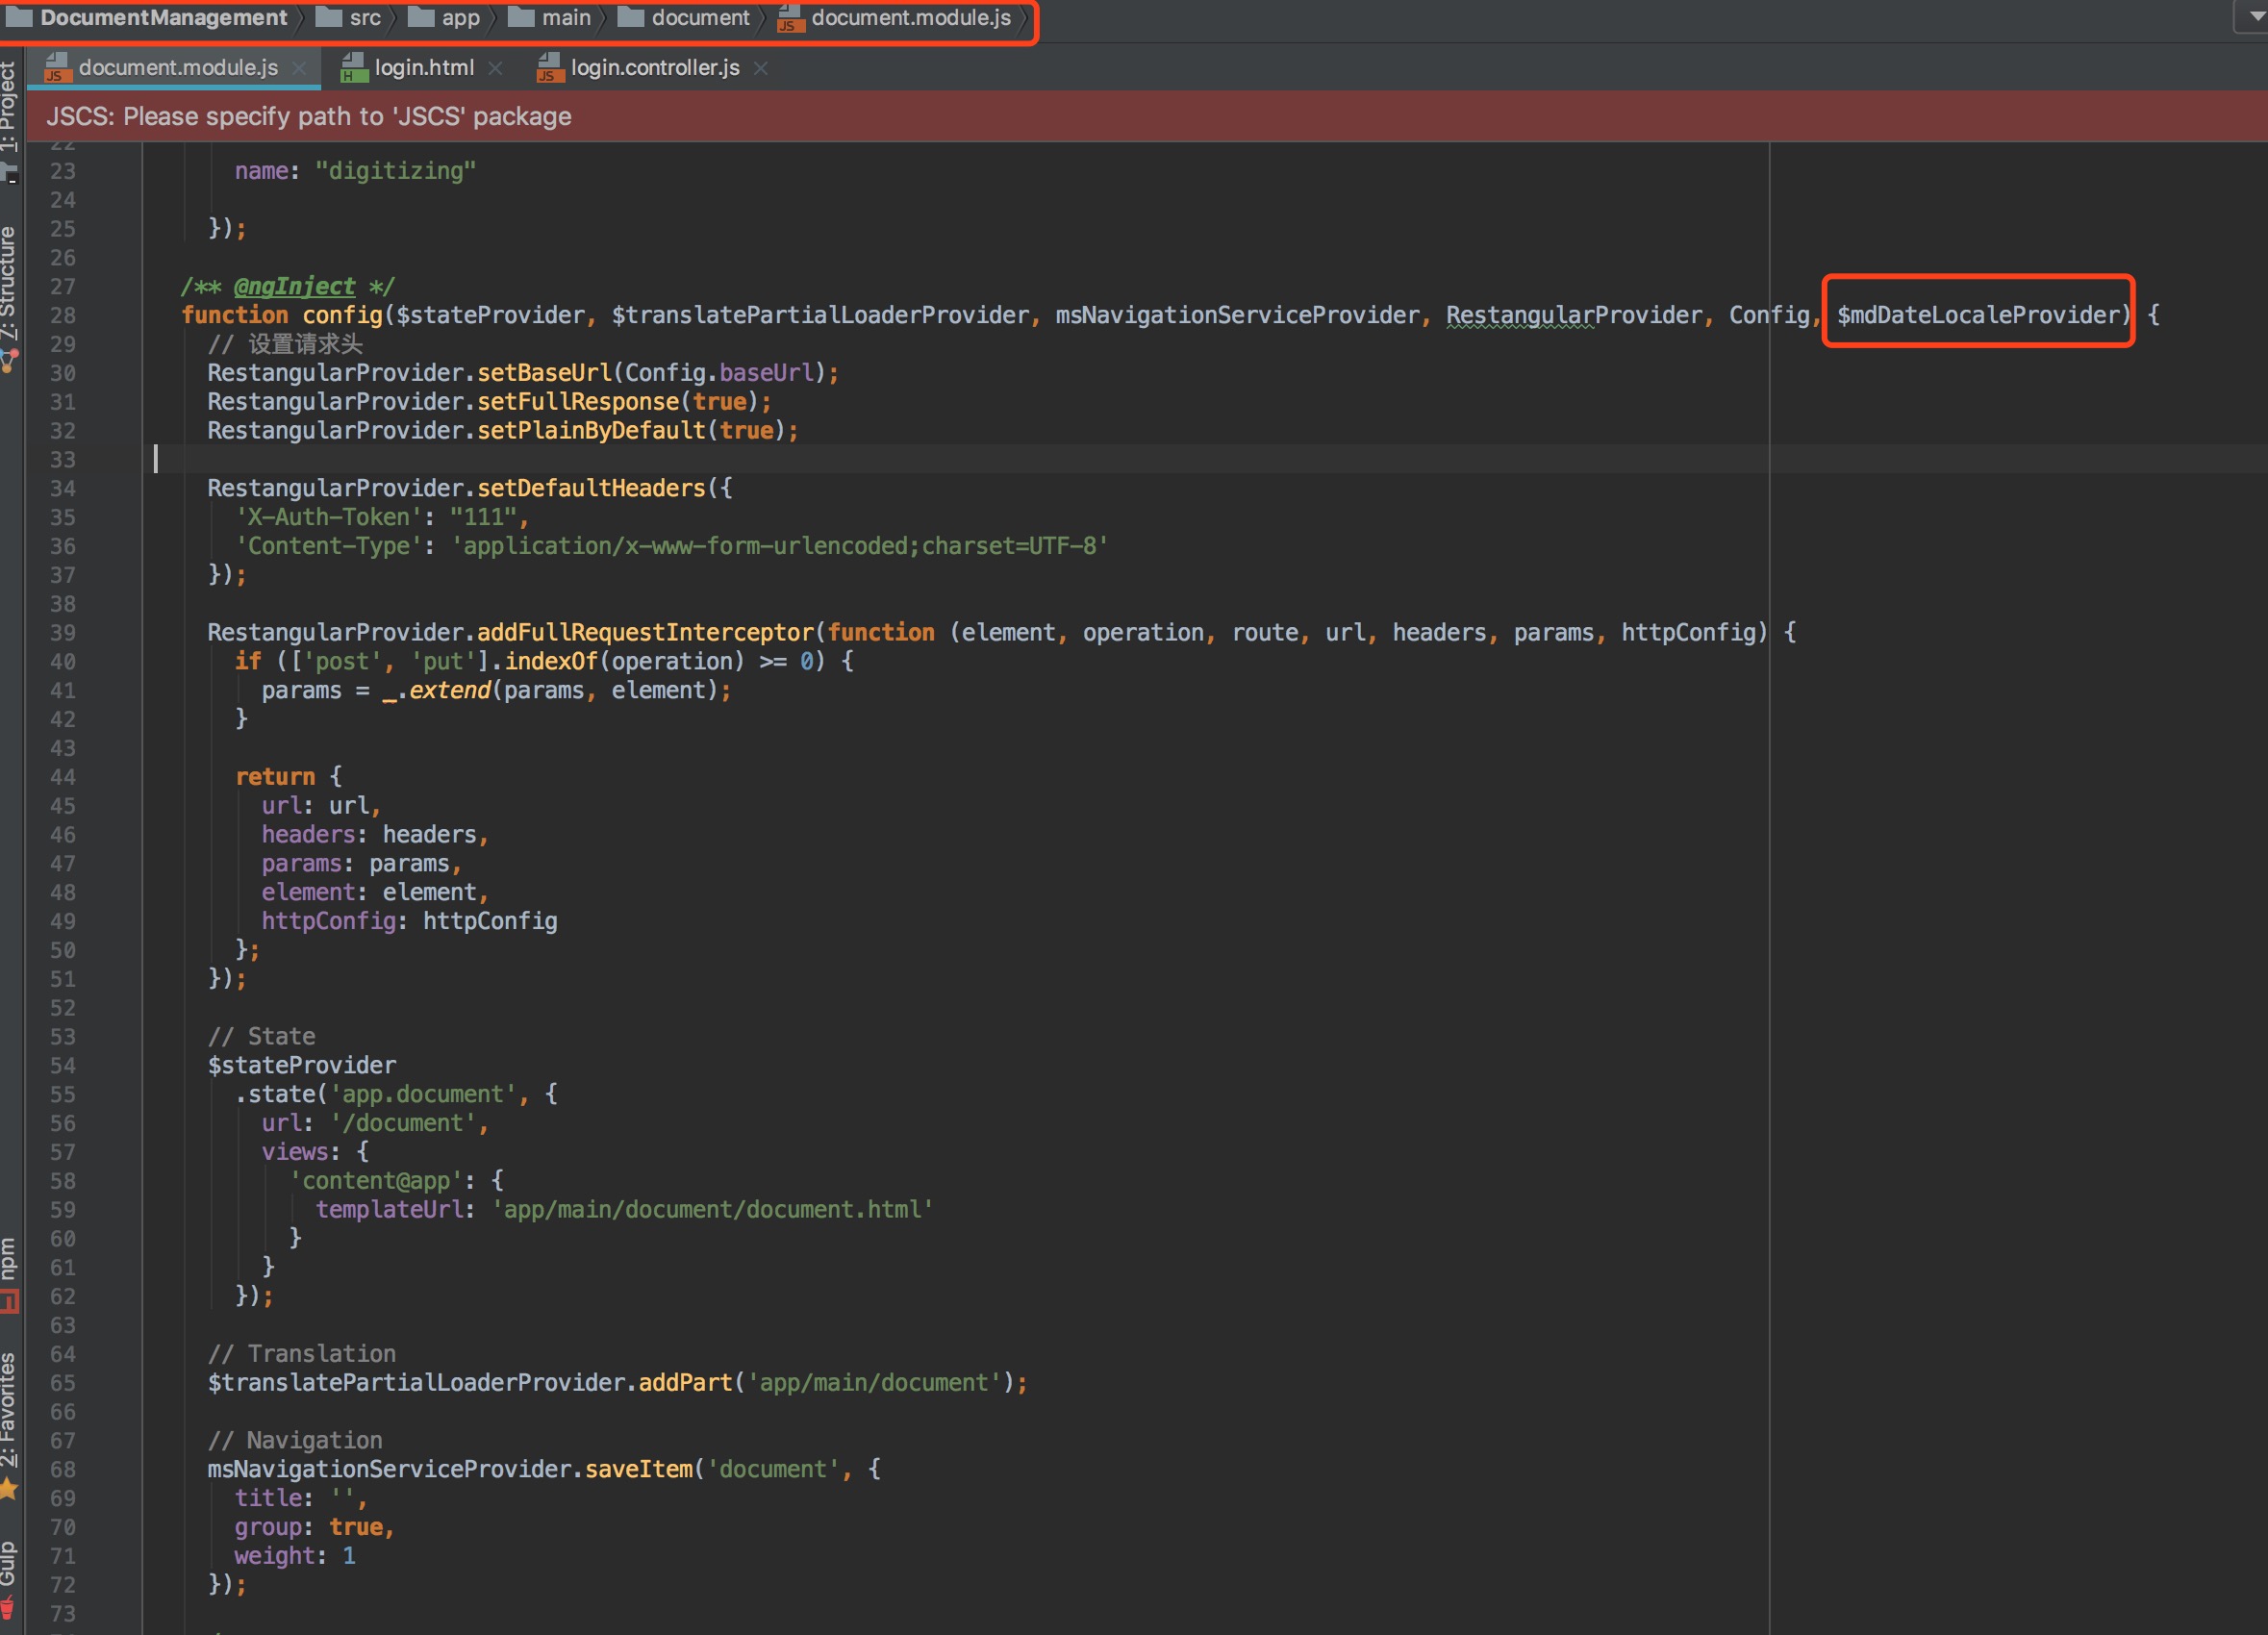 DocumentManagement src app main document document.module.js
document.module.js login.html login.controller.js
JSCS: Please specify path to 'JSCS' package
1: Project
7: Structure
npm
2: Favorites
Gulp
22
23 name: "digitizing"
24
25 });
26
27 /** @ngInject */
28 function config($stateProvider, $translatePartialLoaderProvider, msNavigationServiceProvider, RestangularProvider, Config, $mdDateLocaleProvider) {
29 // 设置请求头
30 RestangularProvider.setBaseUrl(Config.baseUrl);
31 RestangularProvider.setFullResponse(true);
32 RestangularProvider.setPlainByDefault(true);
33
34 RestangularProvider.setDefaultHeaders({
35 'X-Auth-Token': "111",
36 'Content-Type': 'application/x-www-form-urlencoded;charset=UTF-8'
37 });
38
39 RestangularProvider.addFullRequestInterceptor(function (element, operation, route, url, headers, params, httpConfig) {
40 if (['post', 'put'].indexOf(operation) >= 0) {
41 params = _.extend(params, element);
42 }
43
44 return {
45 url: url,
46 headers: headers,
47 params: params,
48 element: element,
49 httpConfig: httpConfig
50 };
51 });
52
53 // State
54 $stateProvider
55 .state('app.document', {
56 url: '/document',
57 views: {
58 'content@app': {
59 templateUrl: 'app/main/document/document.html'
60 }
61 }
62 });
63
64 // Translation
65 $translatePartialLoaderProvider.addPart('app/main/document');
66
67 // Navigation
68 msNavigationServiceProvider.saveItem('document', {
69 title: '',
70 group: true,
71 weight: 1
72 });
73